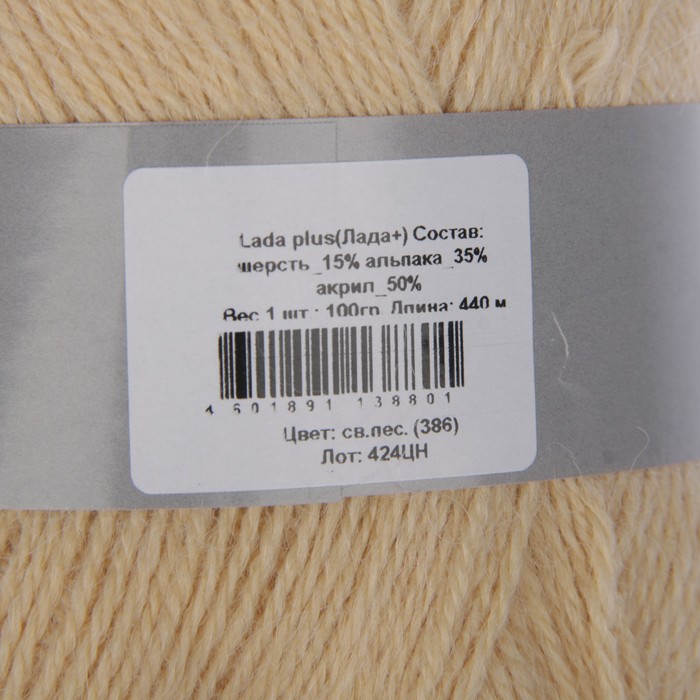 Lada plus(Лада+) Состав:
шерсть_15% альпака_35%
акрил_50%
Вес 1 шт.: 100гр. Длина: 440 м
4 601891 138801
Цвет: св.пес. (386)
Лот: 424ЦН